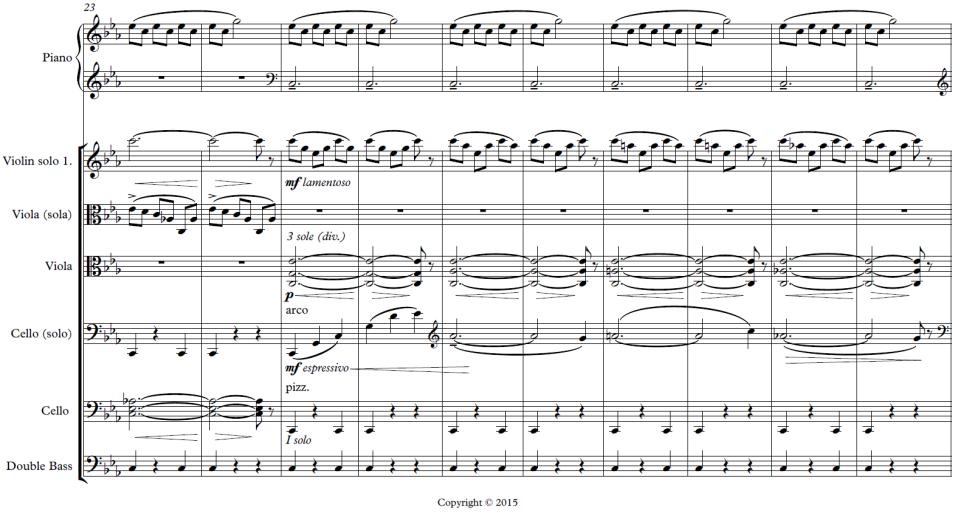 23
Piano
Violin solo 1.
mf lamentoso
Viola (sola)
3 sole (div.)
Viola
p
arco
Cello (solo)
mf espressivo
pizz.
Cello
I solo
Double Bass
Copyright © 2015